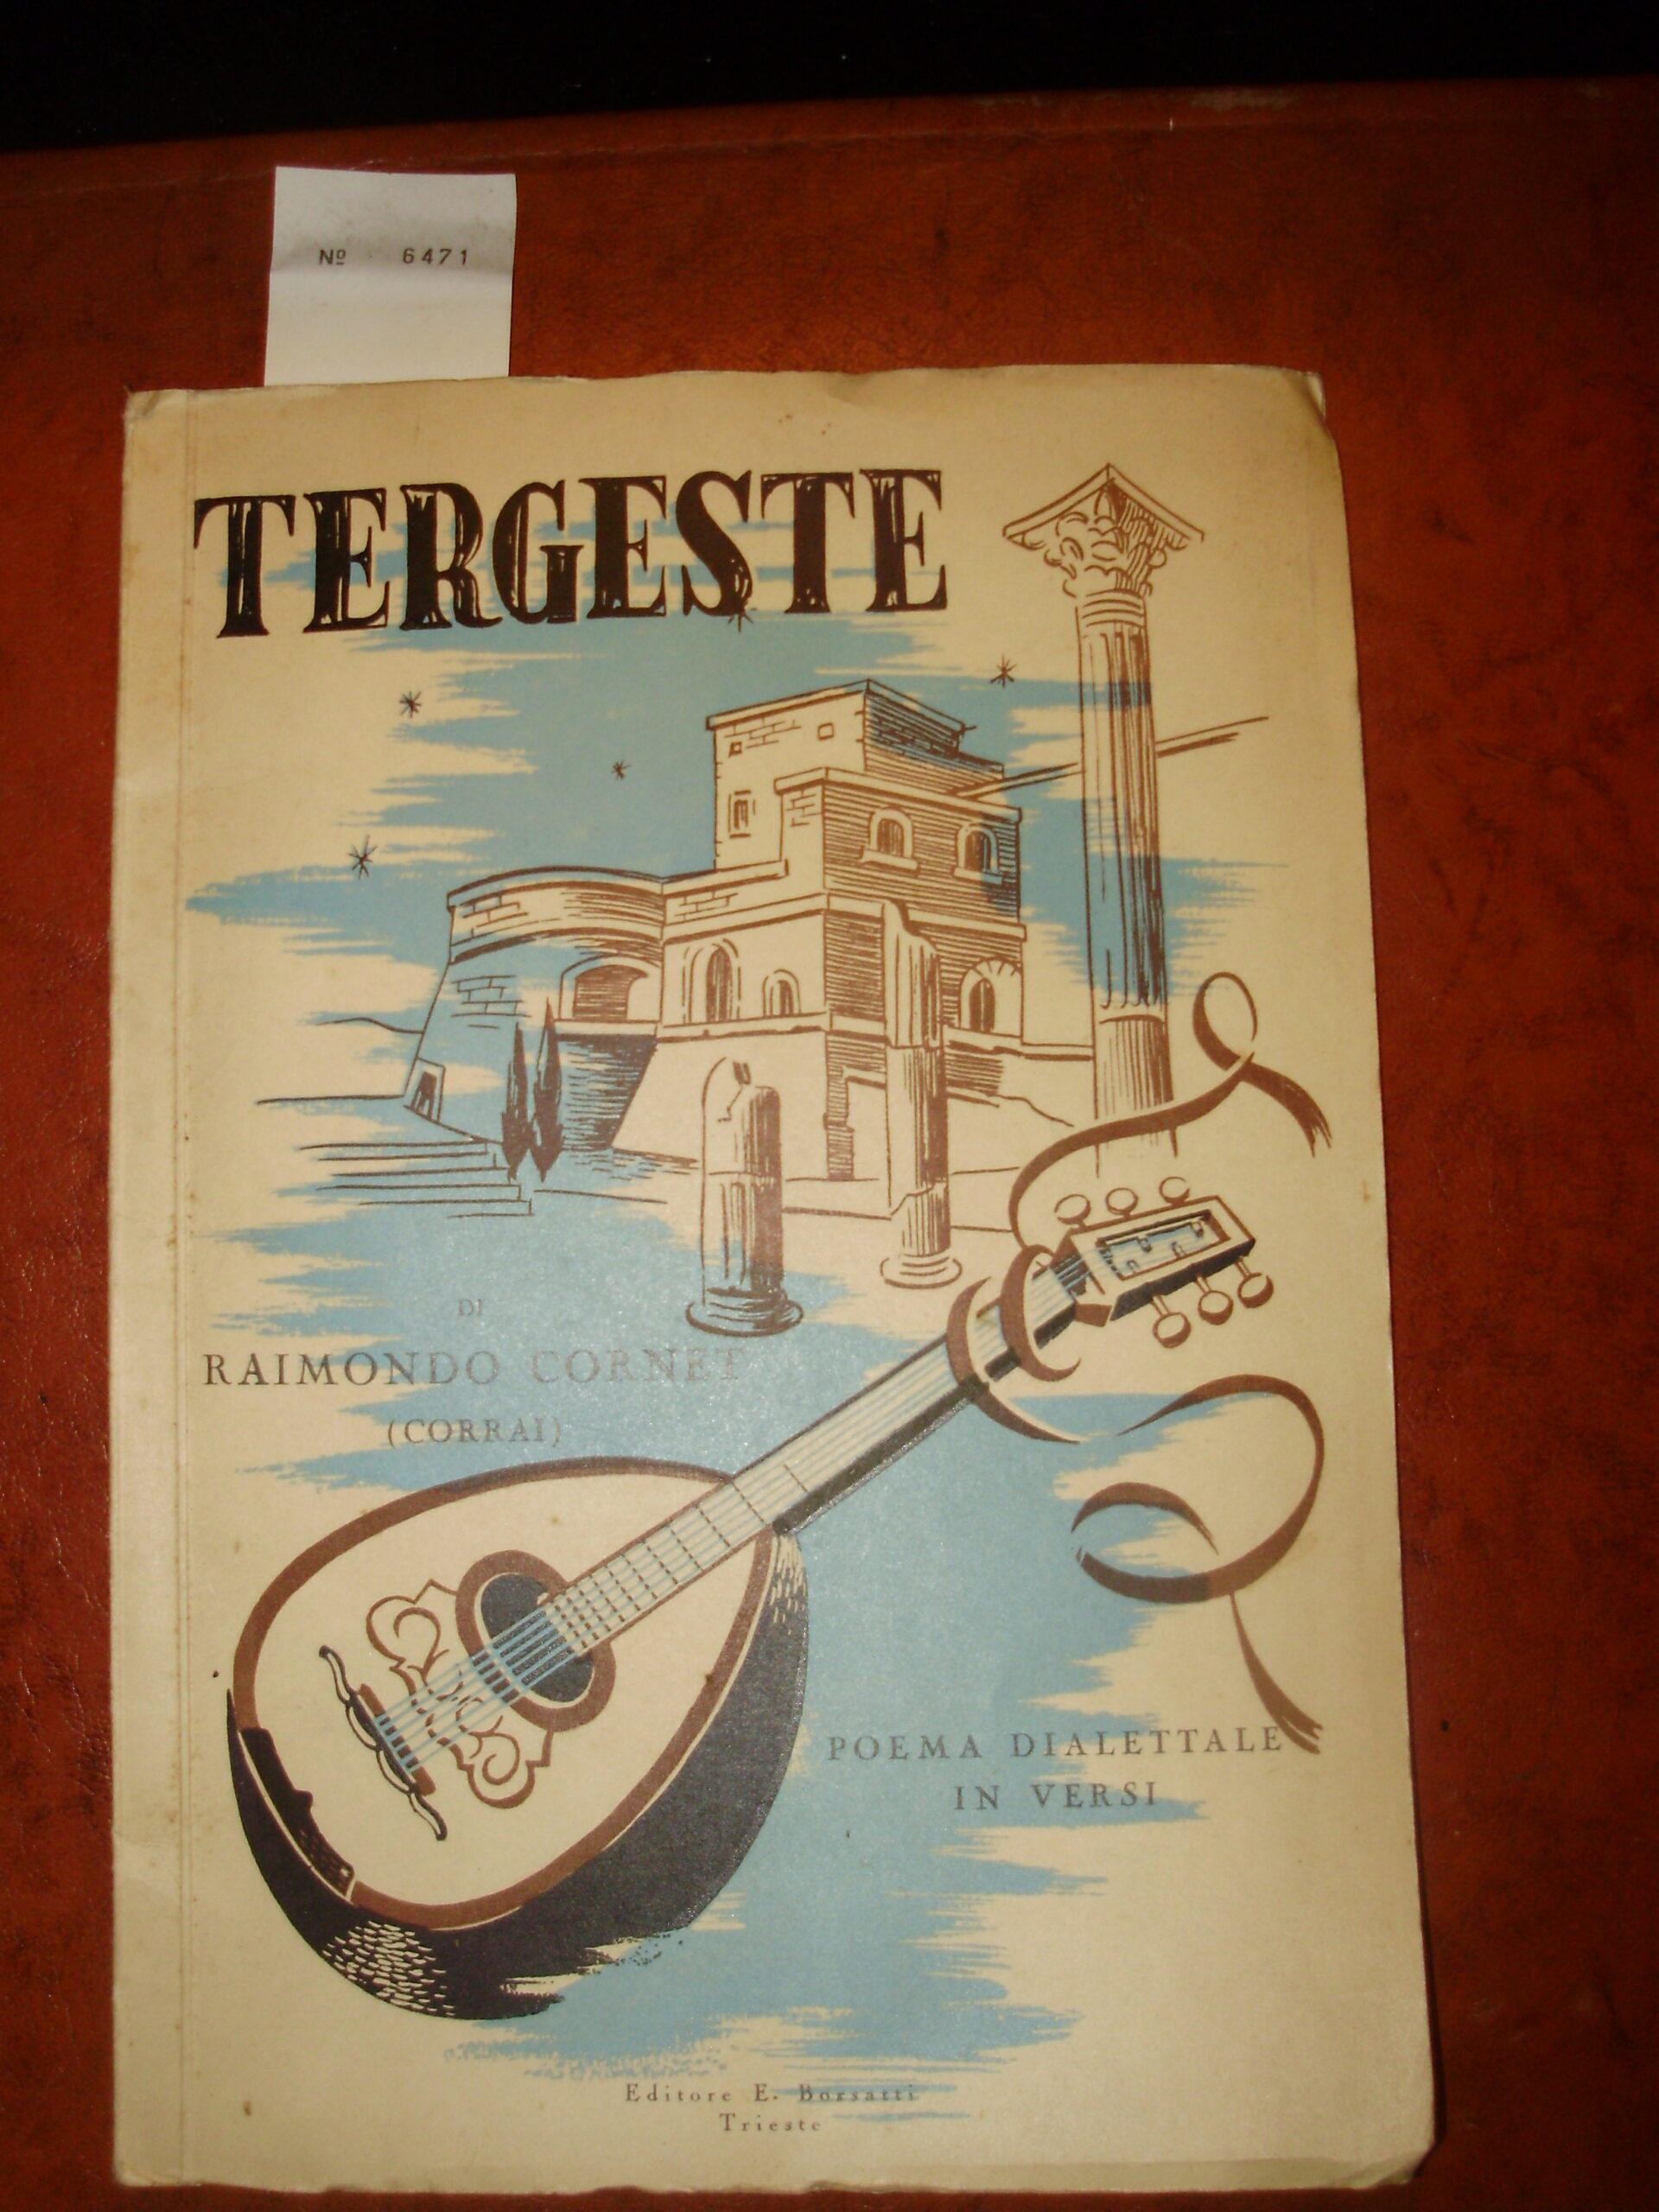 Nº 6471
TERGESTE
DI
RAIMONDO CORNET
(CORRAI)
POEMA DIALETTALE
IN VERSI
Editore E. Borsatti
Trieste